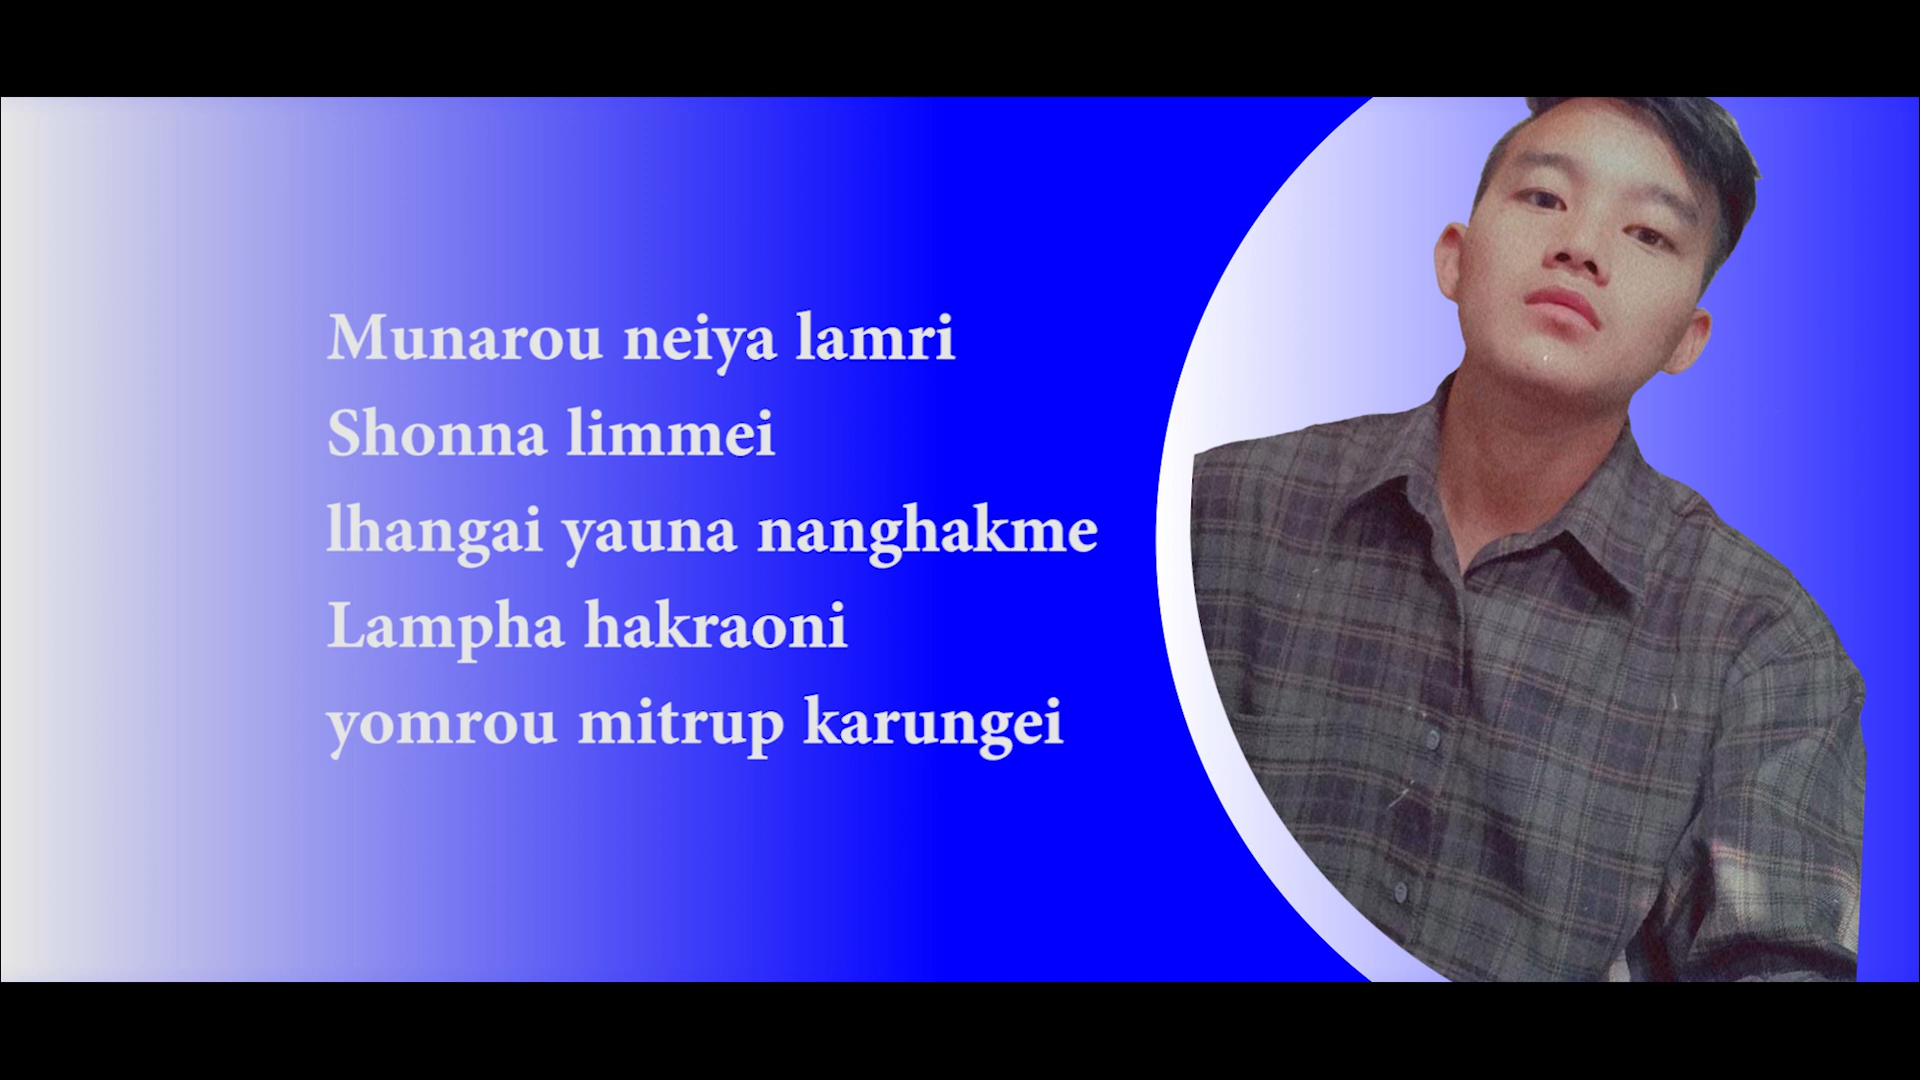 Munarou neiya lamri
Shonna limmei
lhangai yauna nanghakme
Lampha hakraoni
yomrou mitrup karungei